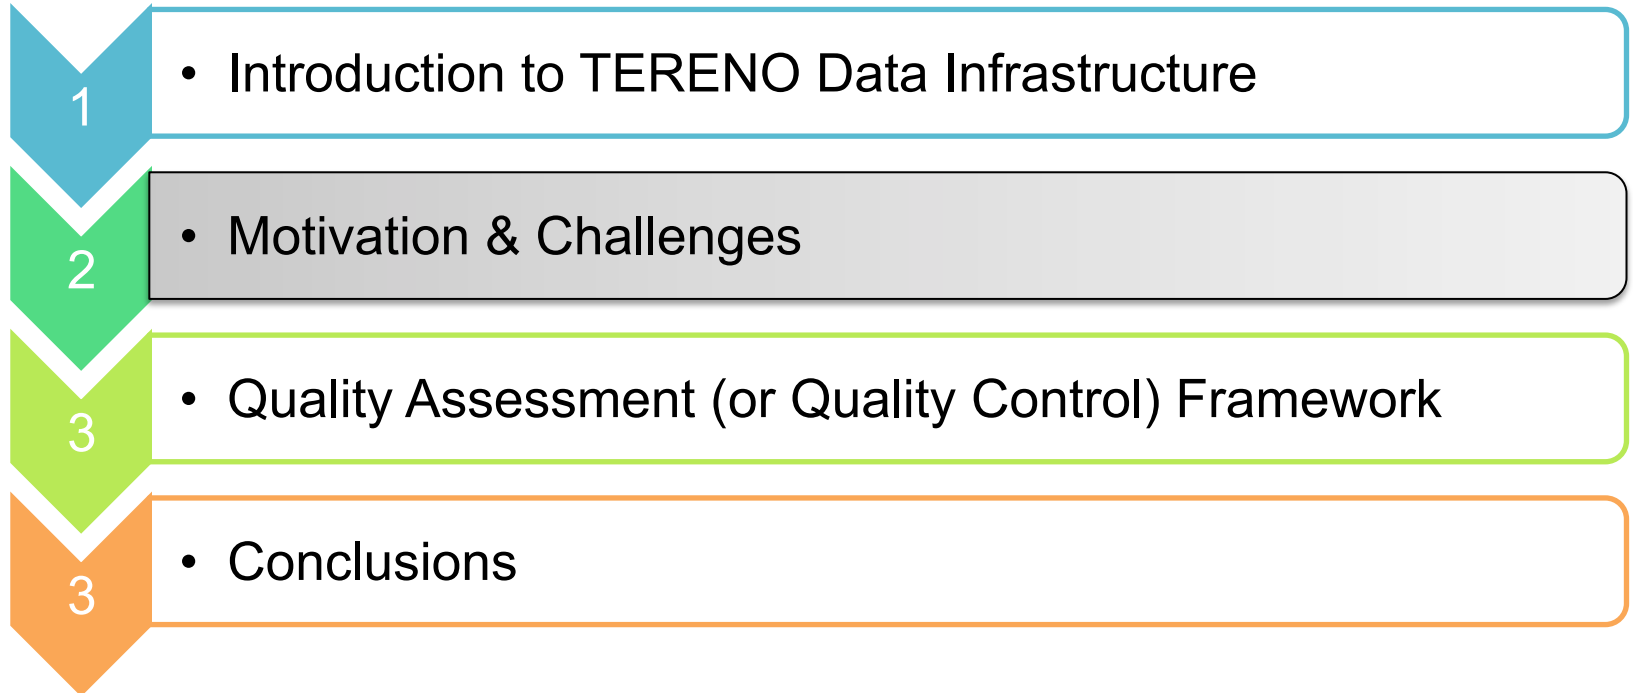 1
• Introduction to TERENO Data Infrastructure
2
• Motivation & Challenges
3
• Quality Assessment (or Quality Control) Framework
3
• Conclusions